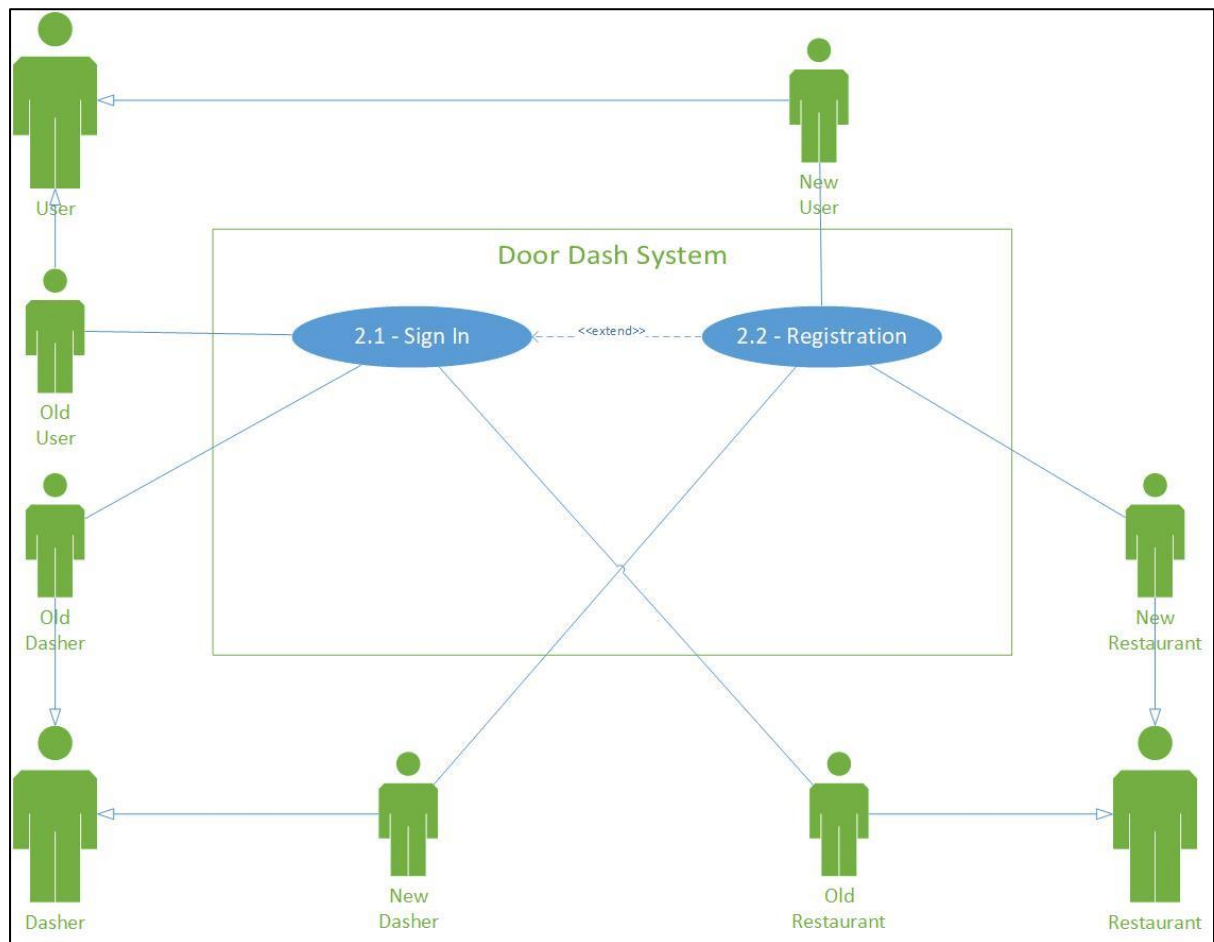 User
New
User
Door Dash System
2.1 - Sign In
<<extend>>
2.2 - Registration
Old
User
Old
Dasher
New
Restaurant
Dasher
New
Dasher
Old
Restaurant
Restaurant